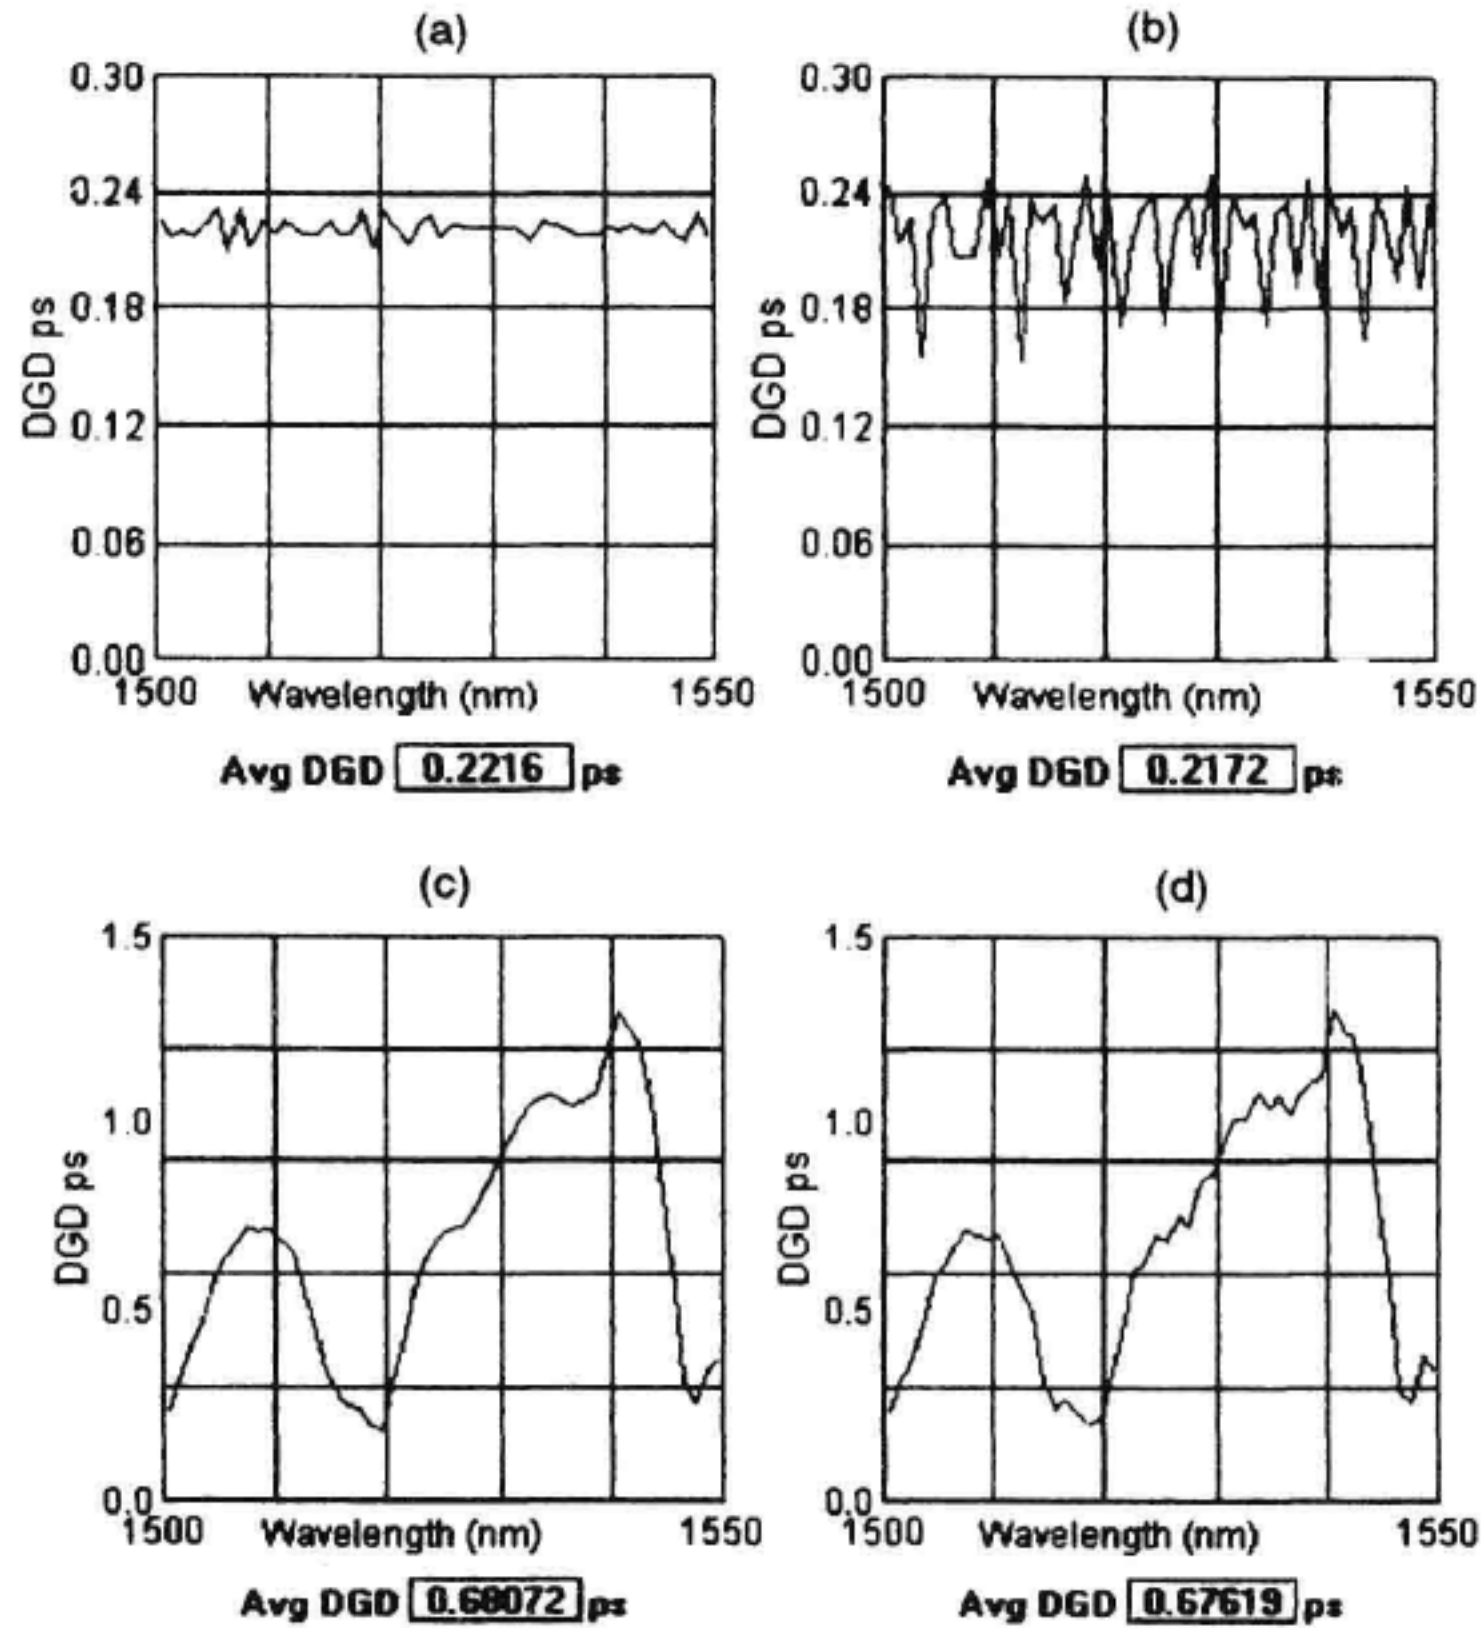 (a)
0.30
0.24
0.18
0.12
0.06
0.00
DGD ps
1500 Wavelength (nm) 1550
Avg DGD 0.2216 ps
(b)
0.30
0.24
0.18
0.12
0.06
0.00
DGD ps
1500 Wavelength (nm) 1550
Avg DGD 0.2172 ps
(c)
1.5
1.0
0.5
0.0
DGD ps
1500 Wavelength (nm) 1550
Avg DGD 0.68072 ps
(d)
1.5
1.0
0.5
0.0
DGD ps
1500 Wavelength (nm) 1550
Avg DGD 0.67619 ps